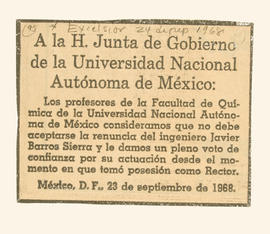 (95 * Excelsior 24 de sep 1968
A la H. Junta de Gobierno
de la Universidad Nacional
Autónoma de México:
Los profesores de la Facultad de Quí-
mica de la Universidad Nacional Autóno-
ma de México consideramos que no debe
aceptarse la renuncia del ingeniero Javier
Barros Sierra y le damos un pleno voto de
confianza por su actuación desde el mo-
mento en que tomó posesión como Rector.
México, D. F., 23 de septiembre de 1968.